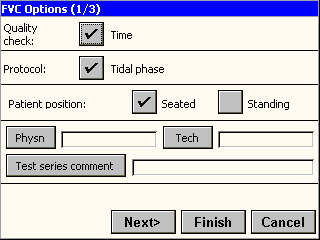 FVC Options (1/3)
Quality
check: Time
Protocol: Tidal phase
Patient position: Seated Standing
Physn Tech
Test series comment
Next> Finish Cancel